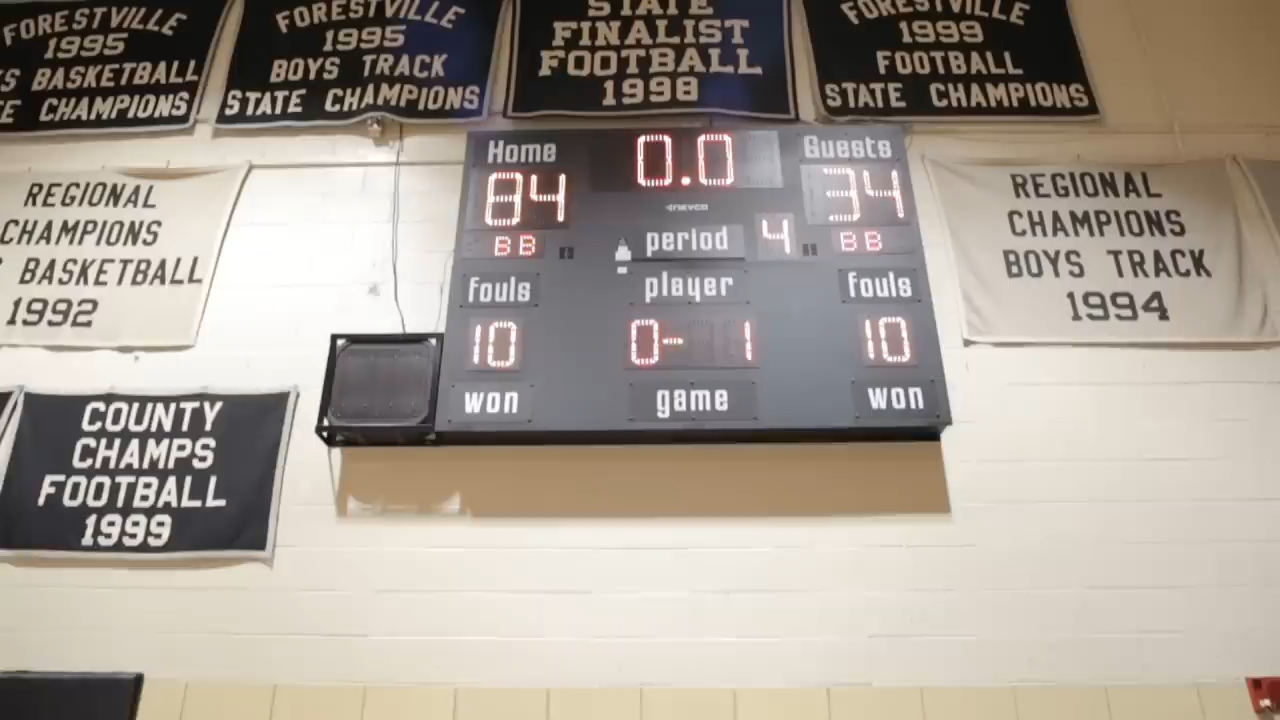 FORESTVILLE
1995
S BASKETBALL
E CHAMPIONS
FORESTVILLE
1995
BOYS TRACK
STATE CHAMPIONS
STATE
FINALIST
FOOTBALL
1998
FORESTVILLE
1999
FOOTBALL
STATE CHAMPIONS
REGIONAL
CHAMPIONS
BASKETBALL
1992
Home
0.0
Guests
84
34
NEVCO
BB
period
4
BB
fouls
player
fouls
10
0- 1
10
won
game
won
REGIONAL
CHAMPIONS
BOYS TRACK
1994
COUNTY
CHAMPS
FOOTBALL
1999